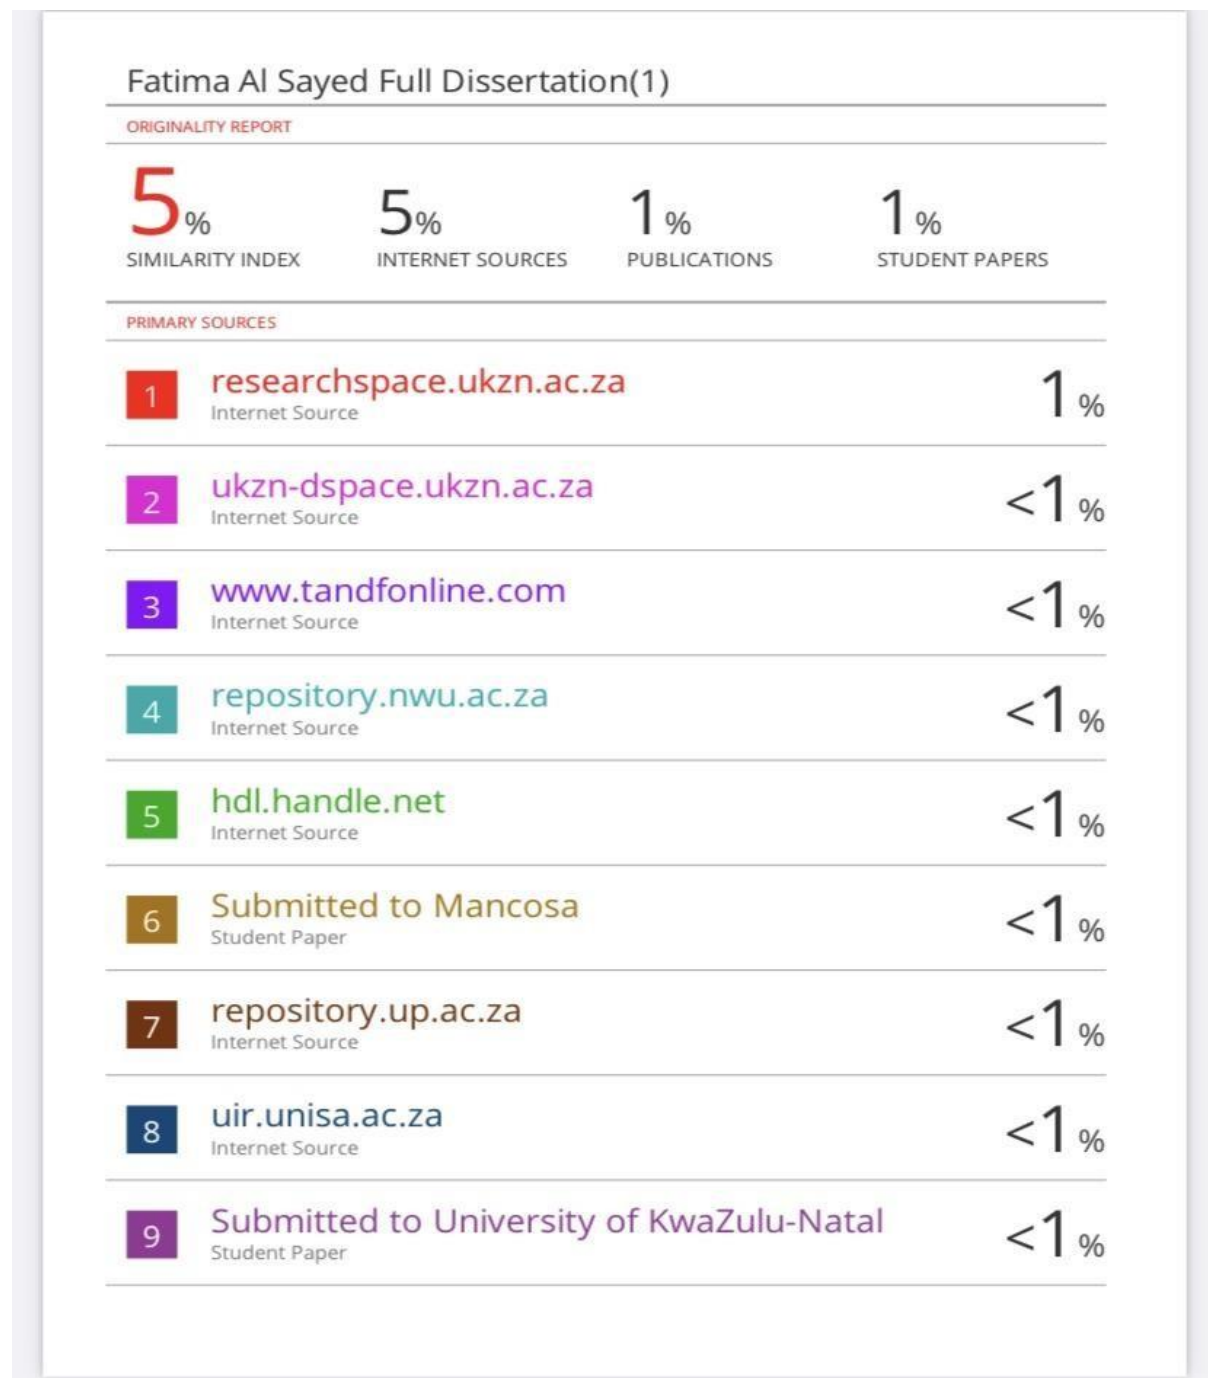 Fatima Al Sayed Full Dissertation(1)
ORIGINALITY REPORT
5% 5% 1% 1%
SIMILARITY INDEX INTERNET SOURCES PUBLICATIONS STUDENT PAPERS
PRIMARY SOURCES
1 researchspace.ukzn.ac.za 1%
Internet Source
2 ukzn-dspace.ukzn.ac.za <1%
Internet Source
3 www.tandfonline.com <1%
Internet Source
4 repository.nwu.ac.za <1%
Internet Source
5 hdl.handle.net <1%
Internet Source
6 Submitted to Mancosa <1%
Student Paper
7 repository.up.ac.za <1%
Internet Source
8 uir.unisa.ac.za <1%
Internet Source
9 Submitted to University of KwaZulu-Natal <1%
Student Paper